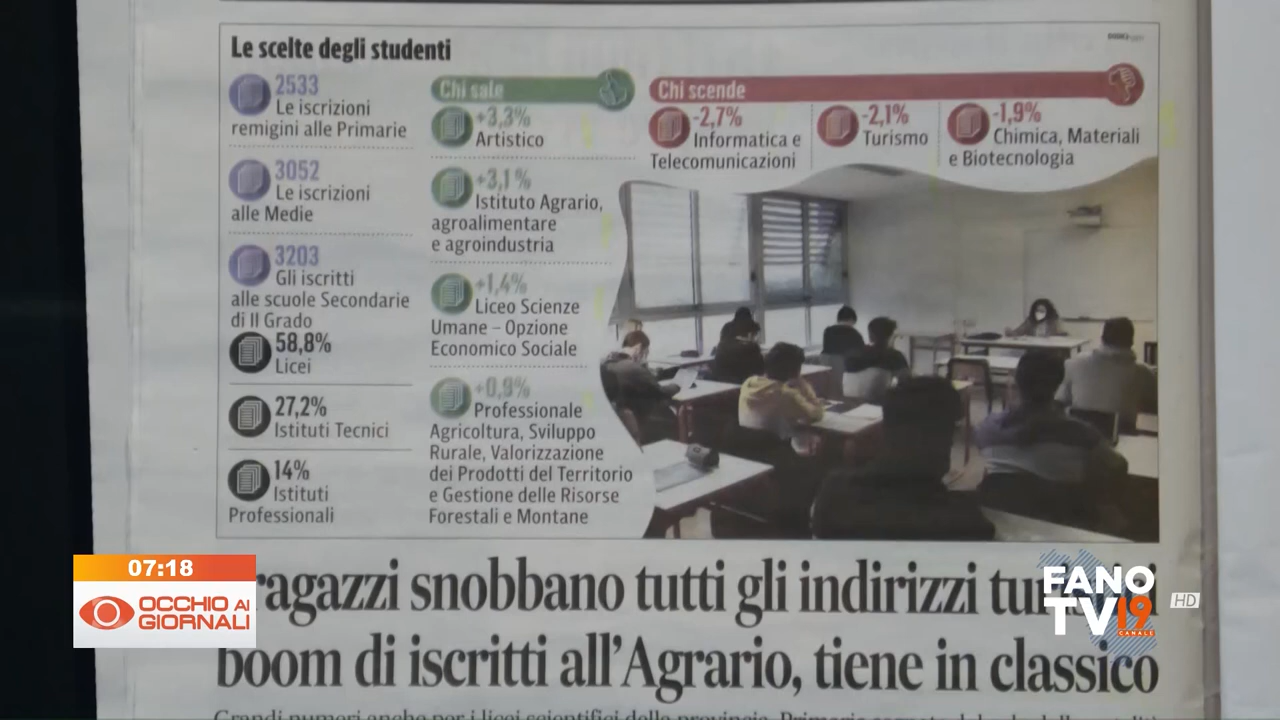 Le scelte degli studenti
2533
Le iscrizioni
remigini alle Primarie
3052
Le iscrizioni
alle Medie
3203
Gli iscritti
alle scuole Secondarie
di II Grado
58,8%
Licei
27,2%
Istituti Tecnici
14%
Istituti
Professionali
Chi sale
+3,3%
Artistico
+3,1%
Istituto Agrario,
agroalimentare
e agroindustria
+1,4%
Liceo Scienze
Umane – Opzione
Economico Sociale
+0,9%
Professionale
Agricoltura, Sviluppo
Rurale, Valorizzazione
dei Prodotti del Territorio
e Gestione delle Risorse
Forestali e Montane
Chi scende
-2,7%
Informatica e
Telecomunicazioni
-2,1%
Turismo
-1,9%
Chimica, Materiali
e Biotecnologia
ragazzi snobbano tutti gli indirizzi
boom di iscritti all'Agrario, tiene in classico
07:18
OCCHIO AI
GIORNALI
FANO
TV 19
CANALE
HD